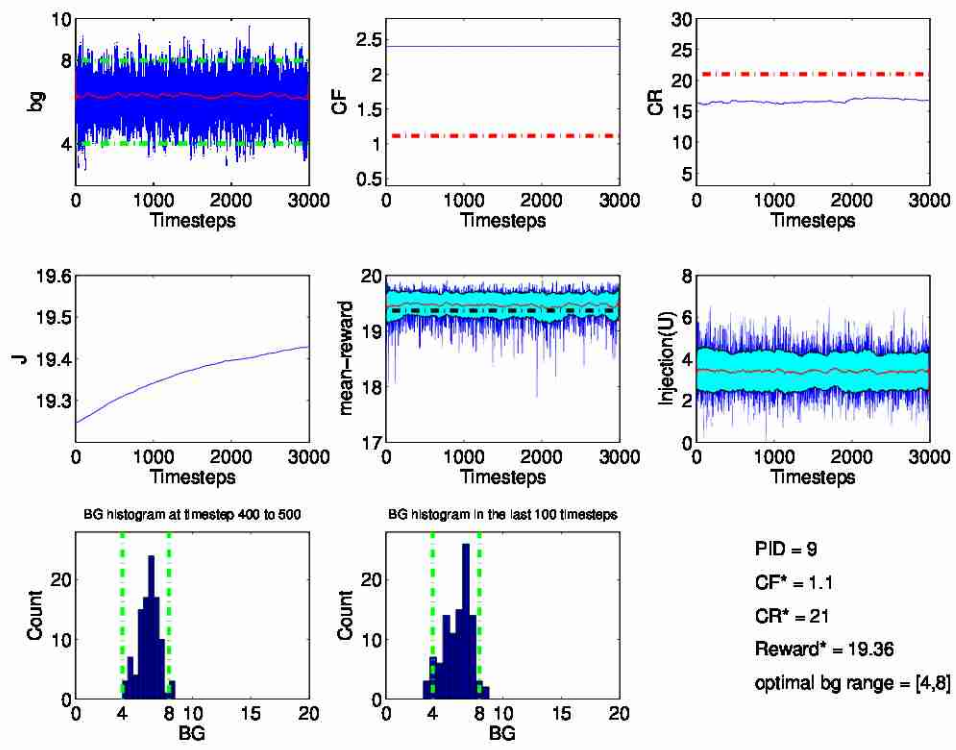 10
8
4
bg
0 1000 2000 3000
Timesteps
2.5
2
1.5
1
0.5
CF
0 1000 2000 3000
Timesteps
30
25
20
15
10
5
CR
0 1000 2000 3000
Timesteps
19.6
19.5
19.4
19.3
J
0 1000 2000 3000
Timesteps
20
19
18
17
mean-reward
0 1000 2000 3000
Timesteps
8
6
4
2
0
Injection(U)
0 1000 2000 3000
Timesteps
BG histogram at timestep 400 to 500
20
10
0
Count
0 4 8 10 15 20
BG
BG histogram in the last 100 timesteps
20
10
0
Count
0 4 8 10 15 20
BG
PID = 9
CF* = 1.1
CR* = 21
Reward* = 19.36
optimal bg range = [4,8]